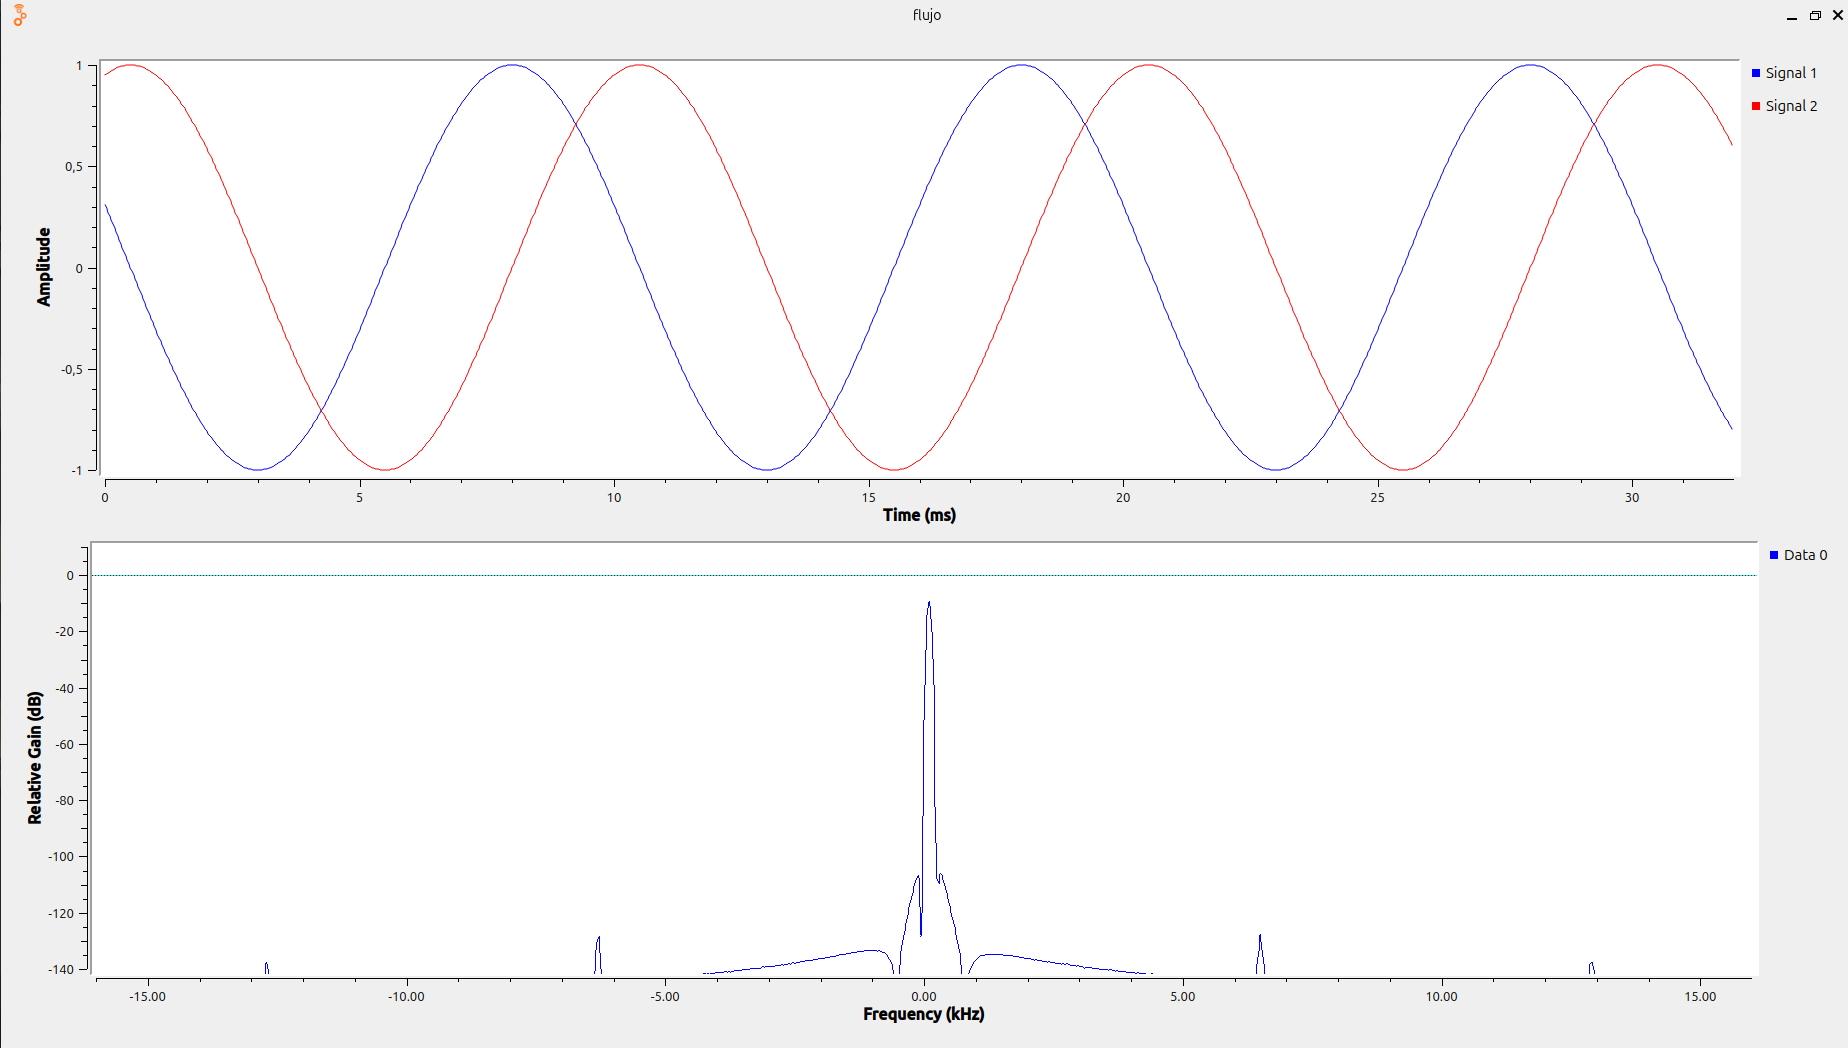 flujo
1
0,5
0
-0,5
-1
Amplitude
0 5 10 15 20 25 30
Time (ms)
Signal 1
Signal 2
0
-20
-40
-60
-80
-100
-120
-140
Relative Gain (dB)
-15.00 -10.00 -5.00 0.00 5.00 10.00 15.00
Frequency (kHz)
Data 0